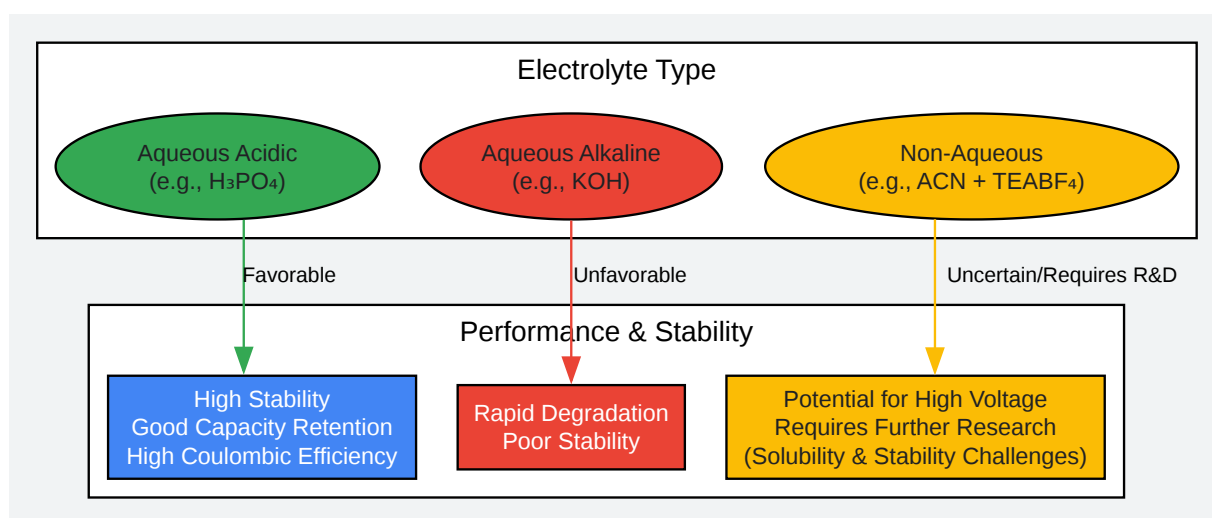 Electrolyte Type
Aqueous Acidic
(e.g., H₃PO₄)
Aqueous Alkaline
(e.g., KOH)
Non-Aqueous
(e.g., ACN + TEABF₄)
Favorable
Unfavorable
Uncertain/Requires R&D
Performance & Stability
High Stability
Good Capacity Retention
High Coulombic Efficiency
Rapid Degradation
Poor Stability
Potential for High Voltage
Requires Further Research
(Solubility & Stability Challenges)